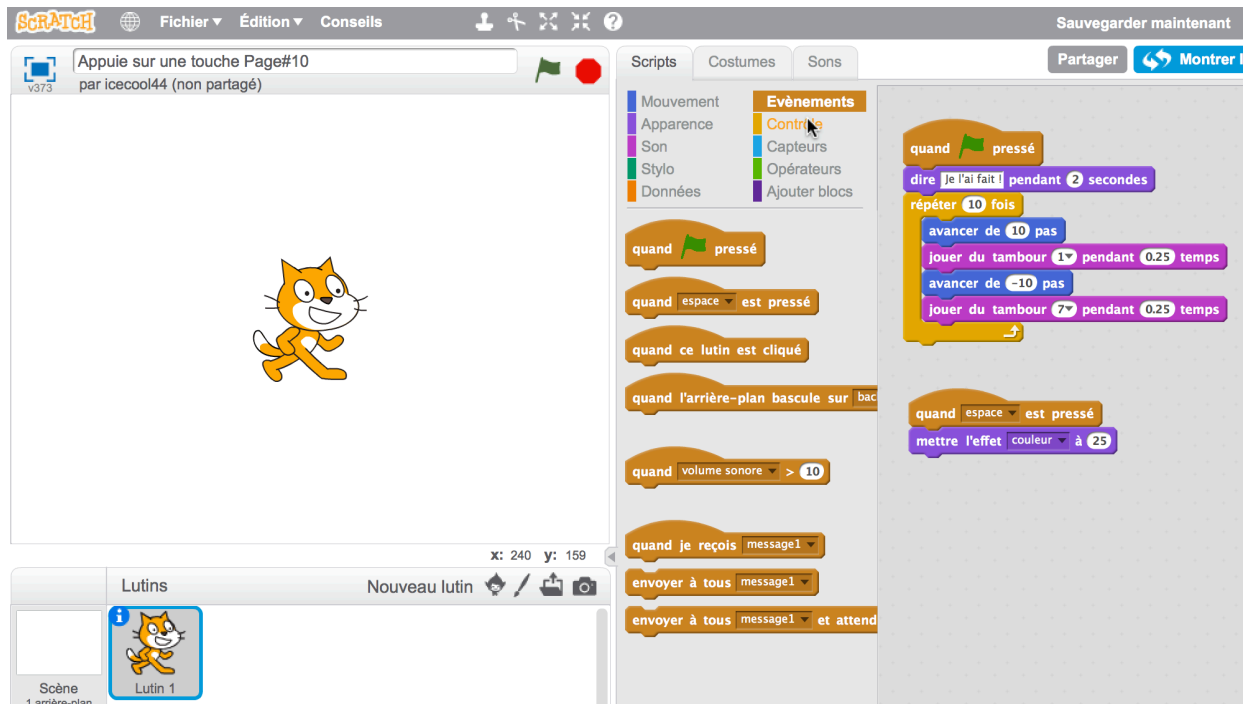 SCRATCH Fichier Édition Conseils Sauvegarder maintenant
v373
Appuie sur une touche Page#10
par icecool44 (non partagé)
Scripts Costumes Sons
Partager Montrer l
Mouvement Evènements
Apparence Contrôle
Son Capteurs
Stylo Opérateurs
Données Ajouter blocs
quand pressé
quand espace est pressé
quand ce lutin est cliqué
quand l'arrière-plan bascule sur bac
quand volume sonore > 10
quand je reçois message1
envoyer à tous message1
envoyer à tous message1 et attend
quand pressé
dire Je l'ai fait ! pendant 2 secondes
répéter 10 fois
avancer de 10 pas
jouer du tambour 1 pendant 0.25 temps
avancer de -10 pas
jouer du tambour 7 pendant 0.25 temps
quand espace est pressé
mettre l'effet couleur à 25
x: 240 y: 159
Lutins Nouveau lutin
Scène
1 arrière-plan
Lutin 1